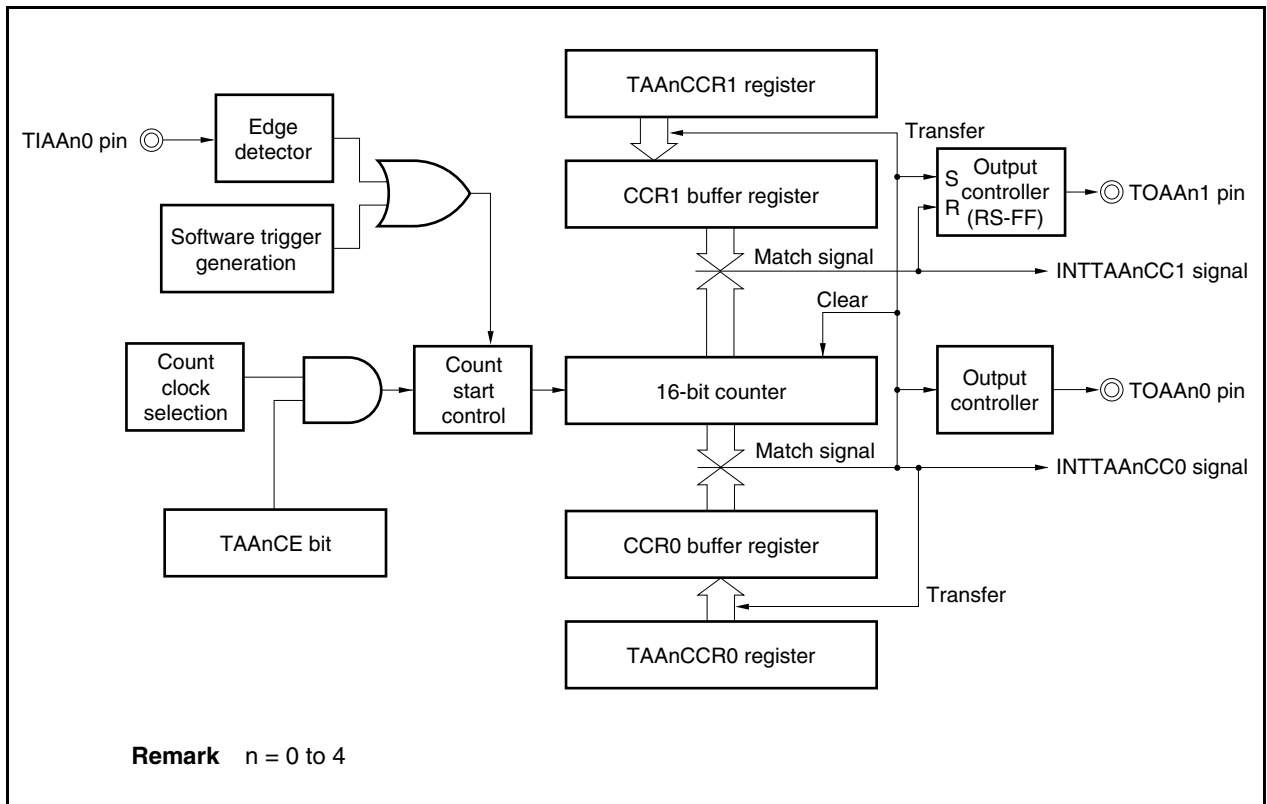 TAAnCCR1 register
TIAAn0 pin
Edge
detector
Transfer
CCR1 buffer register
S
R
Output
controller
(RS-FF)
TOAAn1 pin
Software trigger
generation
Match signal
INTTAAnCC1 signal
Clear
Count
clock
selection
Count
start
control
16-bit counter
Output
controller
TOAAn0 pin
Match signal
INTTAAnCC0 signal
TAAnCE bit
CCR0 buffer register
Transfer
TAAnCCR0 register
Remark n = 0 to 4